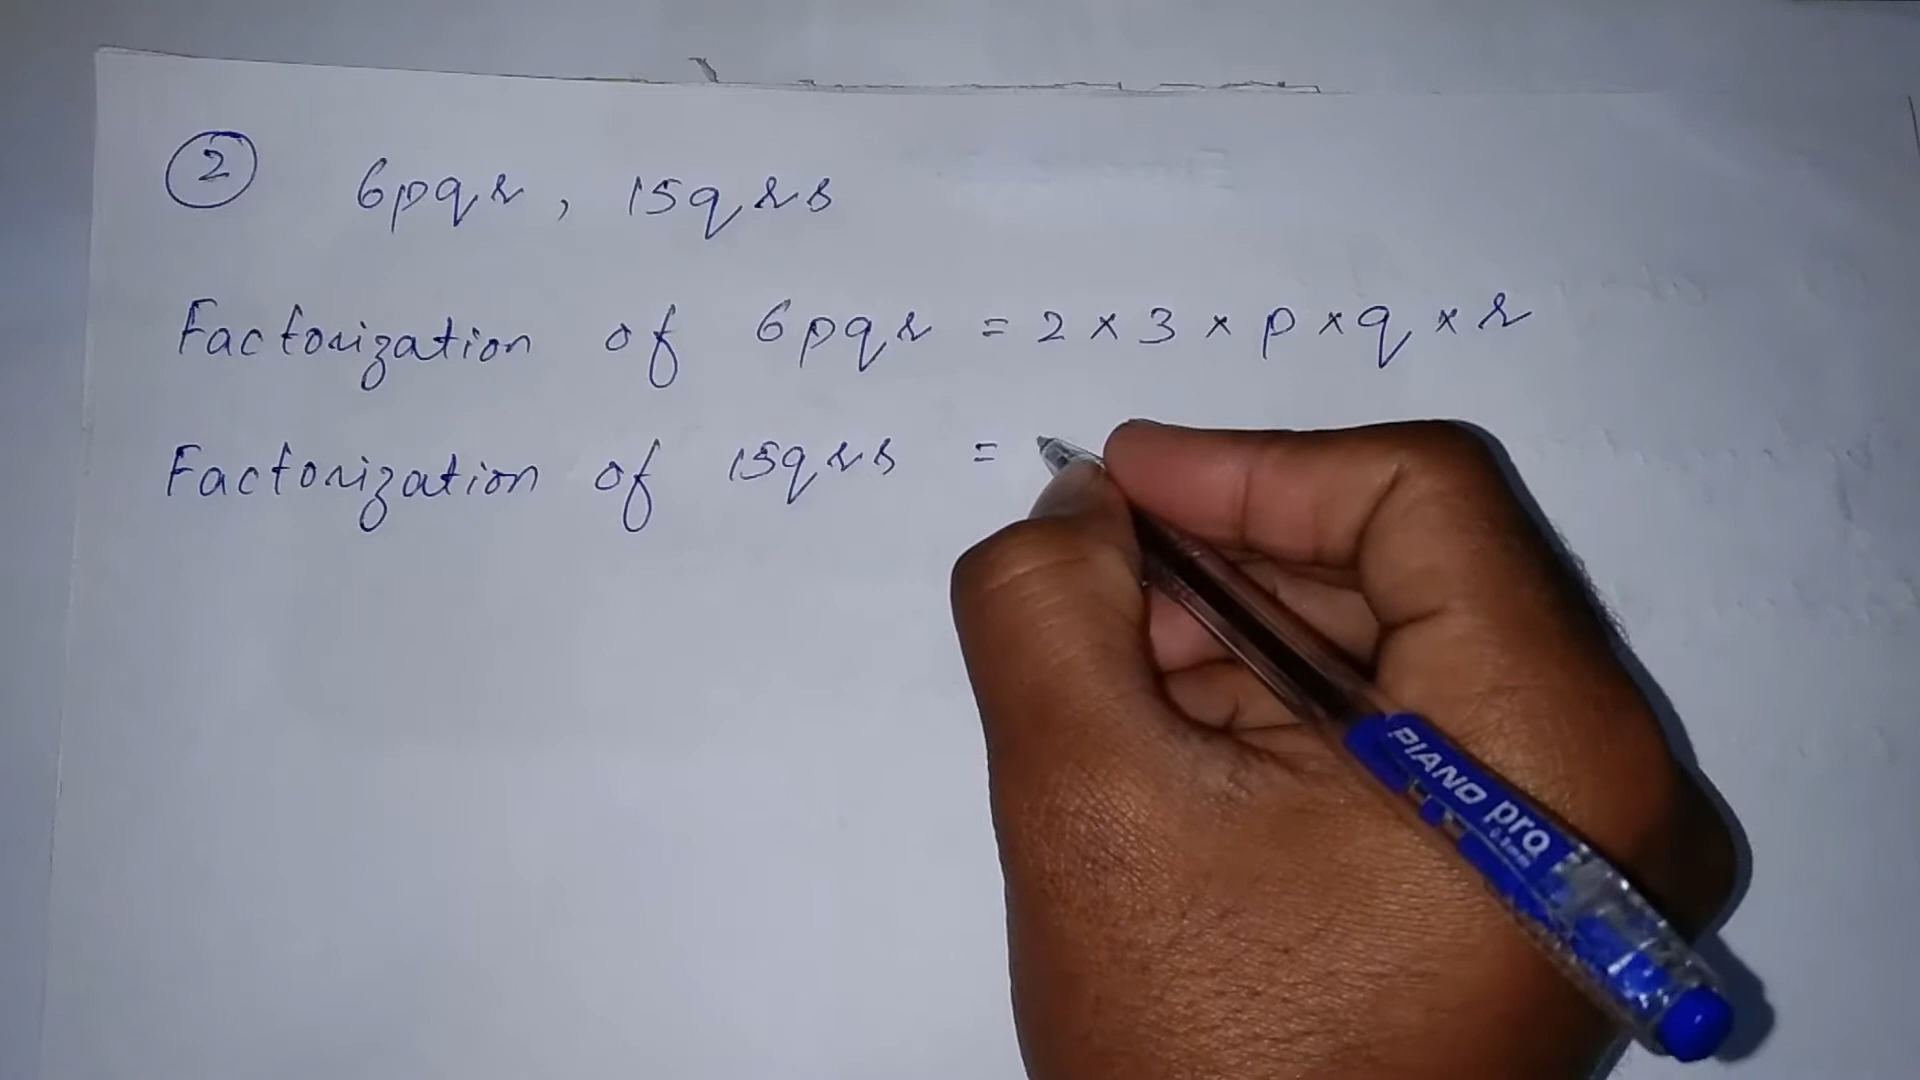 2 6pqr, 15qrs
Factorization of 6pqr = 2 × 3 × p × q × r
Factorization of 15qrs =
PIANO pro